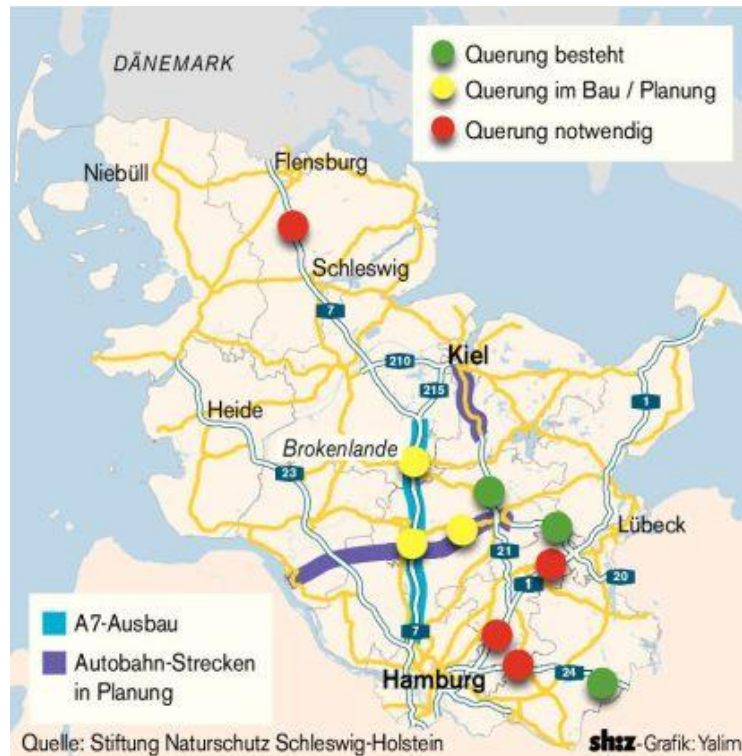 DÄNEMARK
Querung besteht
Querung im Bau / Planung
Querung notwendig
Niebüll
Flensburg
Schleswig
7
210
Kiel
215
1
Heide
Brokenlande
23
Lübeck
21
1
20
7
24
Hamburg
A7-Ausbau
Autobahn-Strecken
in Planung
Quelle: Stiftung Naturschutz Schleswig-Holstein
sh:z-Grafik: Yalim